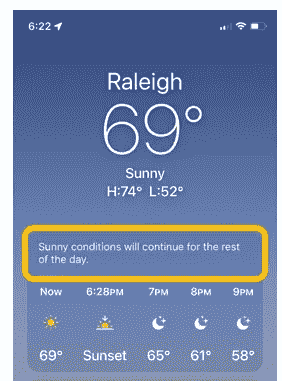 6:22
Raleigh
69°
Sunny
H:74° L:52°
Sunny conditions will continue for the rest
of the day.
Now 6:28PM 7PM 8PM 9PM
69° Sunset 65° 61° 58°